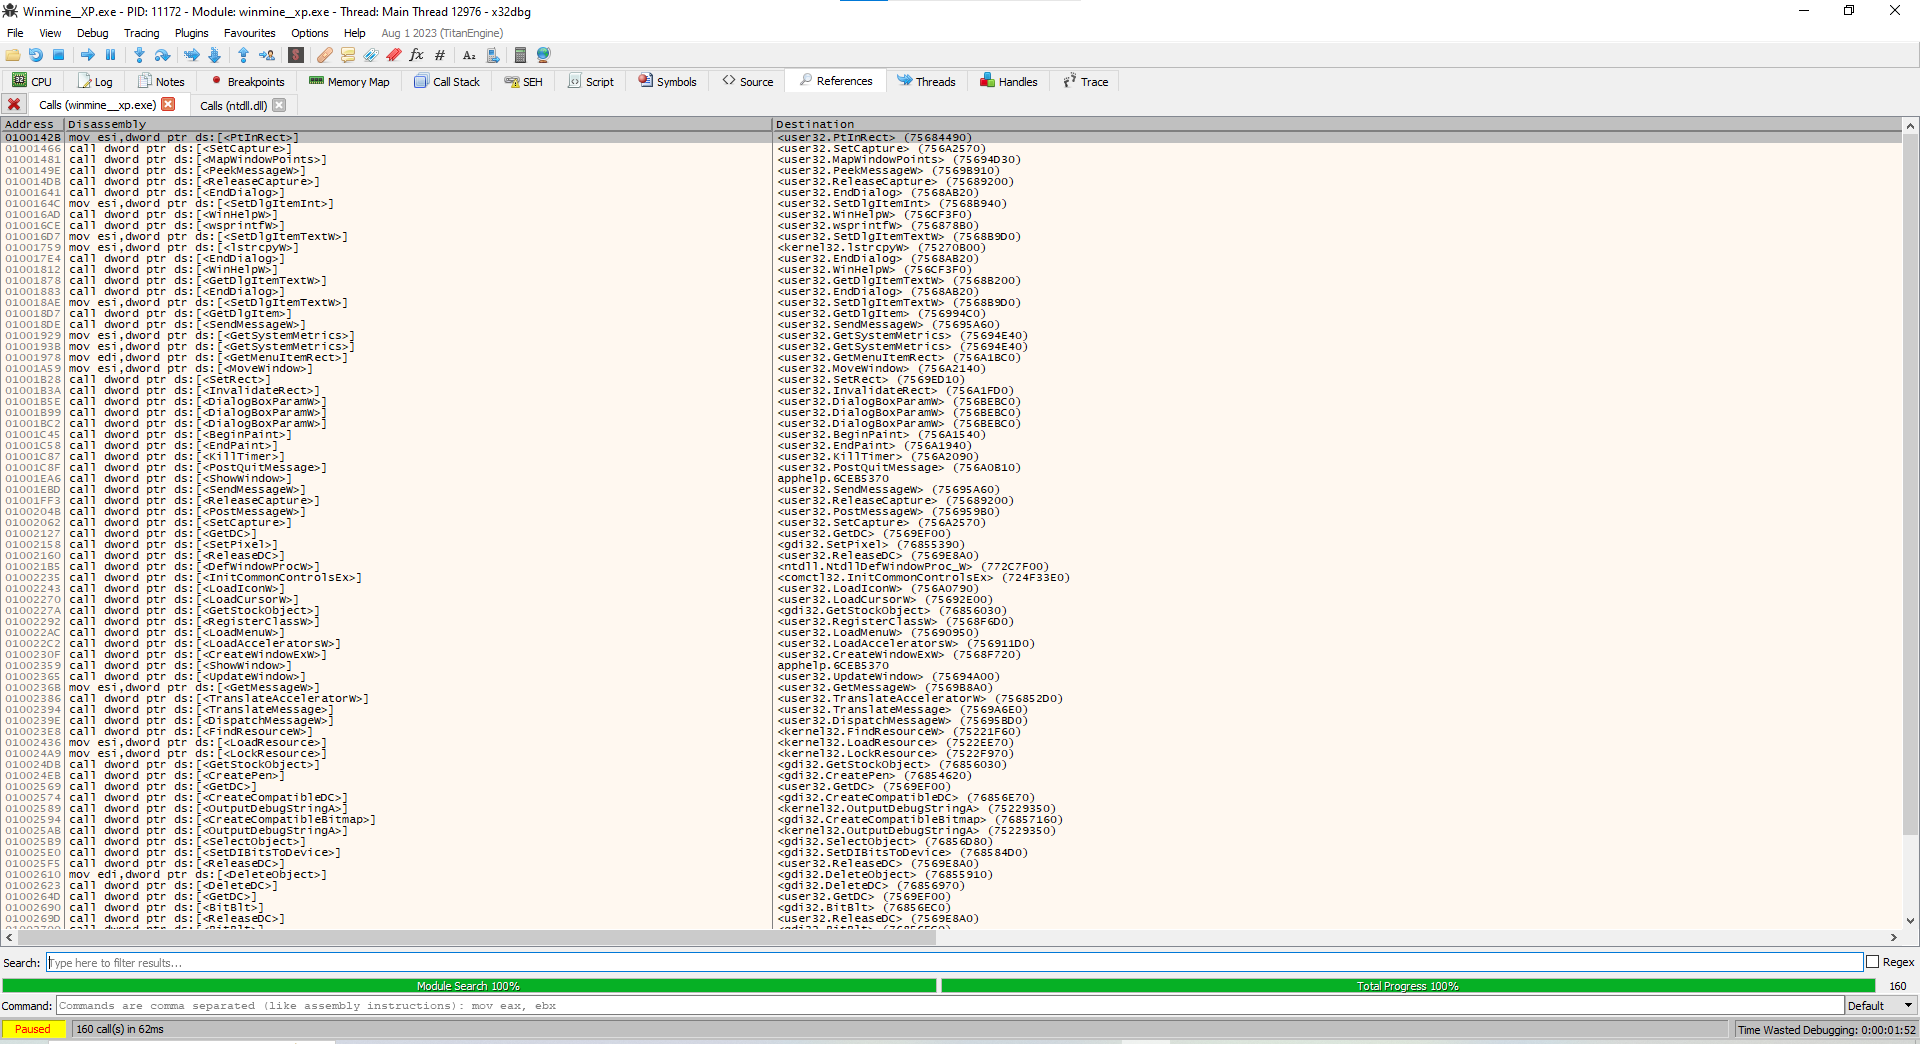 Winmine__XP.exe - PID: 11172 - Module: winmine__xp.exe - Thread: Main Thread 12976 - x32dbg
File View Debug Tracing Plugins Favourites Options Help Aug 1 2023 (TitanEngine)
CPU Log Notes Breakpoints Memory Map Call Stack SEH Script Symbols Source References Threads Handles Trace
Calls (winmine__xp.exe) Calls (ntdll.dll)
Address Disassembly Destination
0100142B mov esi,dword ptr ds:[<PtInRect>] <user32.PtInRect> (75684490)
01001466 call dword ptr ds:[<SetCapture>] <user32.SetCapture> (756A2570)
01001481 call dword ptr ds:[<MapWindowPoints>] <user32.MapWindowPoints> (75694D30)
0100149E call dword ptr ds:[<PeekMessageW>] <user32.PeekMessageW> (7569B910)
010014DB call dword ptr ds:[<ReleaseCapture>] <user32.ReleaseCapture> (75689200)
01001641 call dword ptr ds:[<EndDialog>] <user32.EndDialog> (7568AB20)
0100164C mov esi,dword ptr ds:[<SetDlgItemInt>] <user32.SetDlgItemInt> (7568B940)
010016AD call dword ptr ds:[<WinHelpW>] <user32.WinHelpW> (756CF3F0)
010016CE call dword ptr ds:[<wsprintfW>] <user32.wsprintfW> (756878B0)
010016D7 mov esi,dword ptr ds:[<SetDlgItemTextW>] <user32.SetDlgItemTextW> (7568B9D0)
01001759 mov esi,dword ptr ds:[<lstrcpyW>] <kernel32.lstrcpyW> (75270B00)
010017E4 call dword ptr ds:[<EndDialog>] <user32.EndDialog> (7568AB20)
01001812 call dword ptr ds:[<WinHelpW>] <user32.WinHelpW> (756CF3F0)
01001878 call dword ptr ds:[<GetDlgItemTextW>] <user32.GetDlgItemTextW> (7568B200)
01001883 call dword ptr ds:[<EndDialog>] <user32.EndDialog> (7568AB20)
010018AE mov esi,dword ptr ds:[<SetDlgItemTextW>] <user32.SetDlgItemTextW> (7568B9D0)
010018D7 call dword ptr ds:[<GetDlgItem>] <user32.GetDlgItem> (756994C0)
010018DE call dword ptr ds:[<SendMessageW>] <user32.SendMessageW> (75695A60)
01001929 mov esi,dword ptr ds:[<GetSystemMetrics>] <user32.GetSystemMetrics> (75694E40)
0100193B mov esi,dword ptr ds:[<GetSystemMetrics>] <user32.GetSystemMetrics> (75694E40)
01001978 mov edi,dword ptr ds:[<GetMenuItemRect>] <user32.GetMenuItemRect> (756A1BC0)
01001A59 mov esi,dword ptr ds:[<MoveWindow>] <user32.MoveWindow> (756A2140)
01001B28 call dword ptr ds:[<SetRect>] <user32.SetRect> (7569ED10)
01001B3A call dword ptr ds:[<InvalidateRect>] <user32.InvalidateRect> (756A1FD0)
01001B5E call dword ptr ds:[<DialogBoxParamW>] <user32.DialogBoxParamW> (756BEBC0)
01001B99 call dword ptr ds:[<DialogBoxParamW>] <user32.DialogBoxParamW> (756BEBC0)
01001BC2 call dword ptr ds:[<DialogBoxParamW>] <user32.DialogBoxParamW> (756BEBC0)
01001C45 call dword ptr ds:[<BeginPaint>] <user32.BeginPaint> (756A1540)
01001C58 call dword ptr ds:[<EndPaint>] <user32.EndPaint> (756A1940)
01001C87 call dword ptr ds:[<KillTimer>] <user32.KillTimer> (756A2090)
01001C8F call dword ptr ds:[<PostQuitMessage>] <user32.PostQuitMessage> (756A0B10)
01001EA6 call dword ptr ds:[<ShowWindow>] apphelp.6CEB5370
01001EBD call dword ptr ds:[<SendMessageW>] <user32.SendMessageW> (75695A60)
01001FF3 call dword ptr ds:[<ReleaseCapture>] <user32.ReleaseCapture> (75689200)
0100204B call dword ptr ds:[<PostMessageW>] <user32.PostMessageW> (756959B0)
01002062 call dword ptr ds:[<SetCapture>] <user32.SetCapture> (756A2570)
01002127 call dword ptr ds:[<GetDC>] <user32.GetDC> (7569EF00)
01002158 call dword ptr ds:[<SetPixel>] <gdi32.SetPixel> (76855390)
01002160 call dword ptr ds:[<ReleaseDC>] <user32.ReleaseDC> (7569E8A0)
010021B5 call dword ptr ds:[<DefWindowProcW>] <ntdll.NtdllDefWindowProc_W> (772C7F00)
01002235 call dword ptr ds:[<InitCommonControlsEx>] <comctl32.InitCommonControlsEx> (724F33E0)
01002243 call dword ptr ds:[<LoadIconW>] <user32.LoadIconW> (756A0790)
01002270 call dword ptr ds:[<LoadCursorW>] <user32.LoadCursorW> (75692E00)
0100227A call dword ptr ds:[<GetStockObject>] <gdi32.GetStockObject> (76856030)
01002292 call dword ptr ds:[<RegisterClassW>] <user32.RegisterClassW> (7568F6D0)
010022AC call dword ptr ds:[<LoadMenuW>] <user32.LoadMenuW> (75690950)
010022C2 call dword ptr ds:[<LoadAcceleratorsW>] <user32.LoadAcceleratorsW> (756911D0)
0100230F call dword ptr ds:[<CreateWindowExW>] <user32.CreateWindowExW> (7568F720)
01002359 call dword ptr ds:[<ShowWindow>] apphelp.6CEB5370
01002365 call dword ptr ds:[<UpdateWindow>] <user32.UpdateWindow> (75694A00)
0100236B mov esi,dword ptr ds:[<GetMessageW>] <user32.GetMessageW> (7569B8A0)
01002386 call dword ptr ds:[<TranslateAcceleratorW>] <user32.TranslateAcceleratorW> (756852D0)
01002394 call dword ptr ds:[<TranslateMessage>] <user32.TranslateMessage> (7569A6E0)
0100239E call dword ptr ds:[<DispatchMessageW>] <user32.DispatchMessageW> (75695BD0)
010023E8 call dword ptr ds:[<FindResourceW>] <kernel32.FindResourceW> (75221F60)
01002436 mov esi,dword ptr ds:[<LoadResource>] <kernel32.LoadResource> (7522EE70)
010024A9 mov esi,dword ptr ds:[<LockResource>] <kernel32.LockResource> (7522F970)
010024DB call dword ptr ds:[<GetStockObject>] <gdi32.GetStockObject> (76856030)
010024EB call dword ptr ds:[<CreatePen>] <gdi32.CreatePen> (76854620)
01002569 call dword ptr ds:[<GetDC>] <user32.GetDC> (7569EF00)
01002574 call dword ptr ds:[<CreateCompatibleDC>] <gdi32.CreateCompatibleDC> (76856E70)
01002589 call dword ptr ds:[<OutputDebugStringA>] <kernel32.OutputDebugStringA> (75229350)
01002594 call dword ptr ds:[<CreateCompatibleBitmap>] <gdi32.CreateCompatibleBitmap> (76857160)
010025AB call dword ptr ds:[<OutputDebugStringA>] <kernel32.OutputDebugStringA> (75229350)
010025B9 call dword ptr ds:[<SelectObject>] <gdi32.SelectObject> (76856D80)
010025E0 call dword ptr ds:[<SetDIBitsToDevice>] <gdi32.SetDIBitsToDevice> (768584D0)
010025F5 call dword ptr ds:[<ReleaseDC>] <user32.ReleaseDC> (7569E8A0)
01002610 mov edi,dword ptr ds:[<DeleteObject>] <gdi32.DeleteObject> (76855910)
01002623 call dword ptr ds:[<DeleteDC>] <gdi32.DeleteDC> (76856970)
0100264D call dword ptr ds:[<GetDC>] <user32.GetDC> (7569EF00)
01002690 call dword ptr ds:[<BitBlt>] <gdi32.BitBlt> (76856EC0)
0100269D call dword ptr ds:[<ReleaseDC>] <user32.ReleaseDC> (7569E8A0)
Search: Type here to filter results... Regex
Module Search 100% Total Progress 100% 160
Command: Commands are comma separated (like assembly instructions): mov eax, ebx Default
Paused 160 call(s) in 62ms Time Wasted Debugging: 0:00:01:52